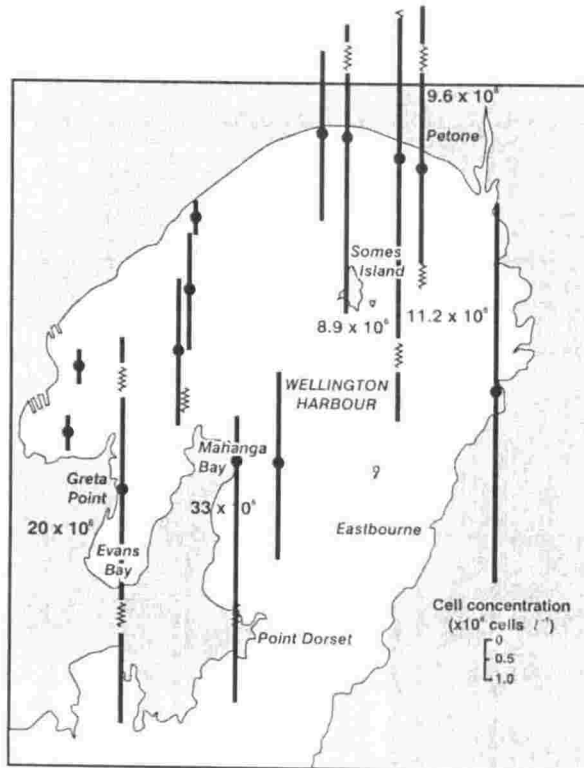 9.6 x 10⁶
Petone
Somes
Island
8.9 x 10⁶
11.2 x 10⁶
WELLINGTON
HARBOUR
Mahanga
Bay
Greta
Point
33 x 10⁶
20 x 10⁶
Eastbourne
Evans
Bay
Point Dorset
Cell concentration
(x10⁶ cells l⁻¹)
0
0.5
1.0